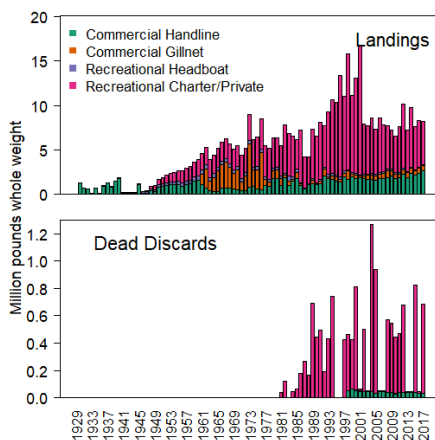 Landings
Commercial Handline
Commercial Gillnet
Recreational Headboat
Recreational Charter/Private
20
15
10
5
0
Million pounds whole weight
Dead Discards
1.2
1.0
0.8
0.6
0.4
0.2
0.0
1929 1933 1937 1941 1945 1949 1953 1957 1961 1965 1969 1973 1977 1981 1985 1989 1993 1997 2001 2005 2009 2013 2017